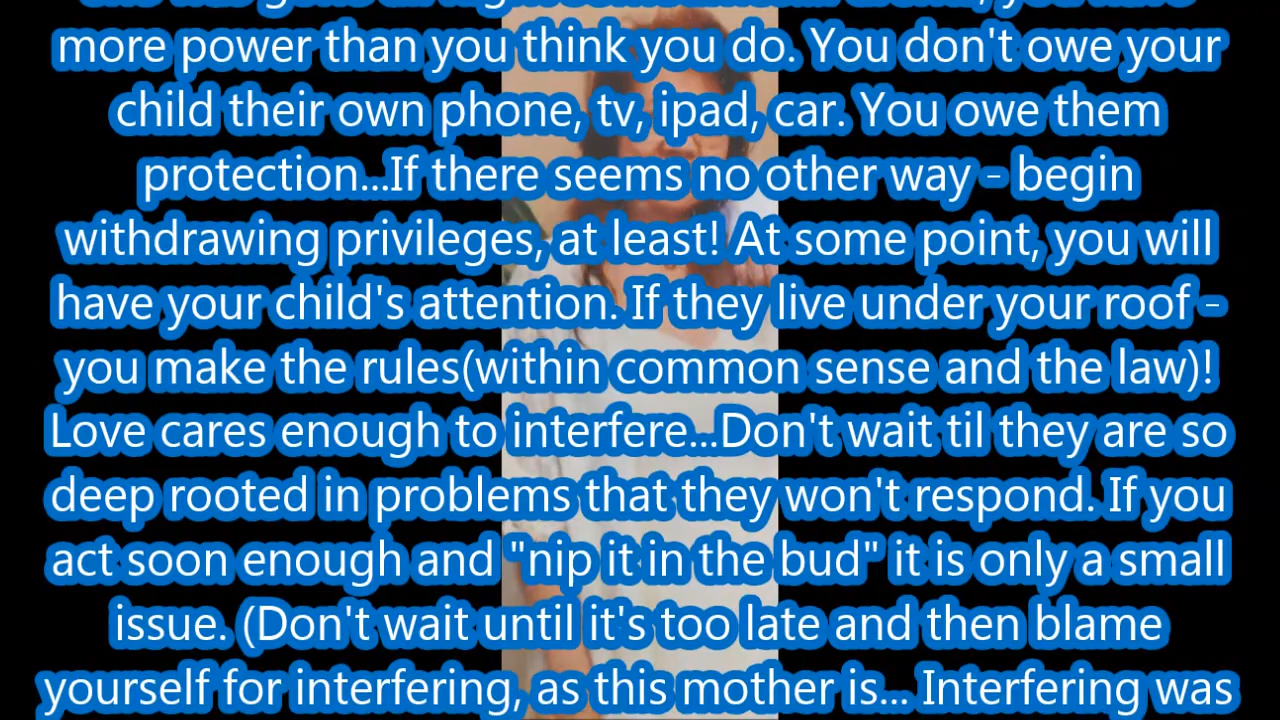 more power than you think you do. You don't owe your
child their own phone, tv, ipad, car. You owe them
protection...If there seems no other way - begin
withdrawing privileges, at least! At some point, you will
have your child's attention. If they live under your roof -
you make the rules(within common sense and the law)!
Love cares enough to interfere...Don't wait til they are so
deep rooted in problems that they won't respond. If you
act soon enough and "nip it in the bud" it is only a small
issue. (Don't wait until it's too late and then blame
yourself for interfering, as this mother is... Interfering was